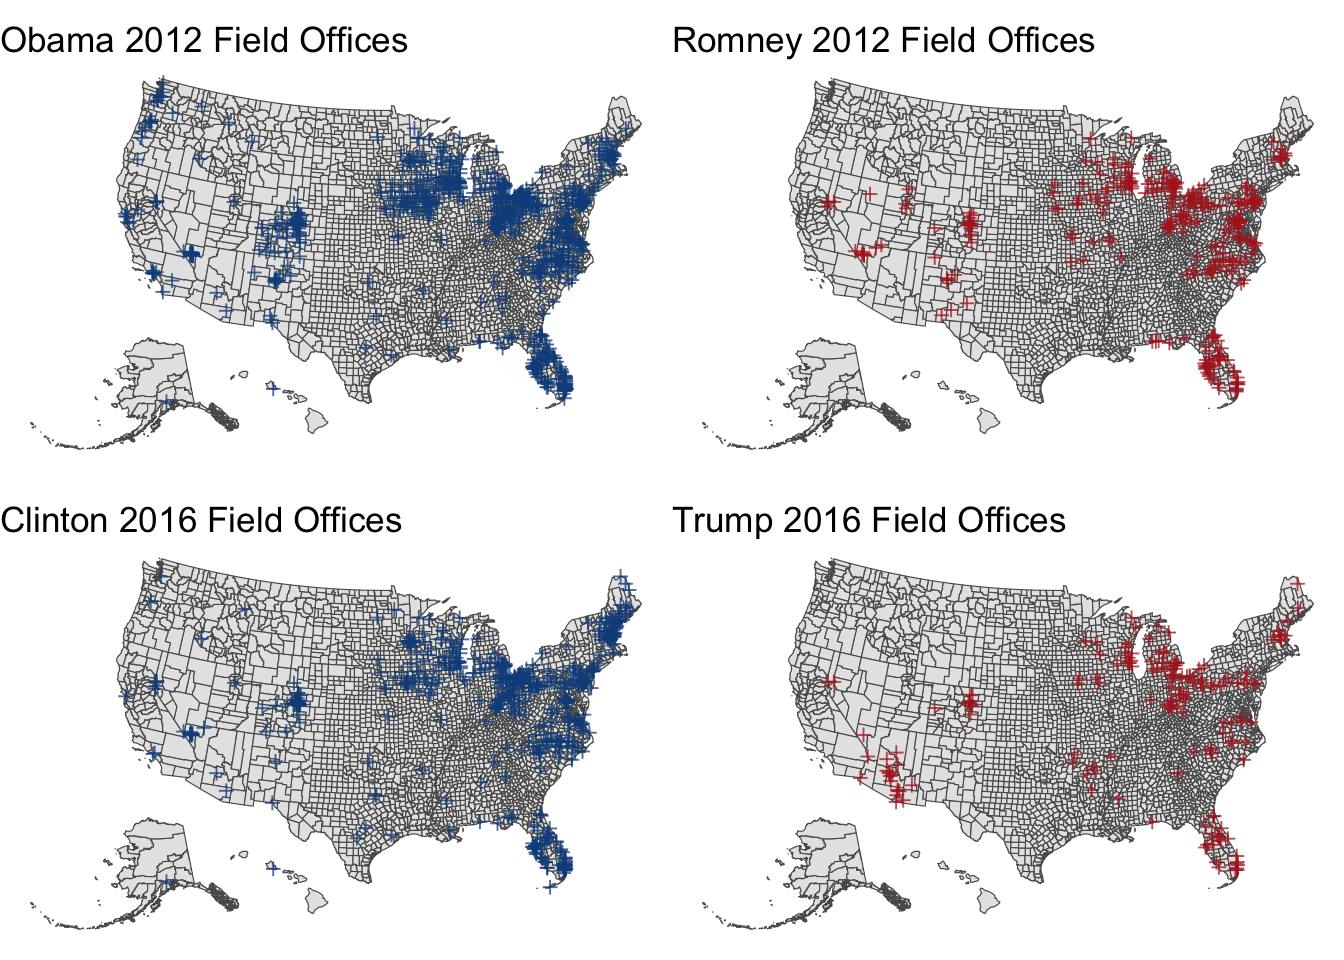 Obama 2012 Field Offices
Romney 2012 Field Offices
Clinton 2016 Field Offices
Trump 2016 Field Offices